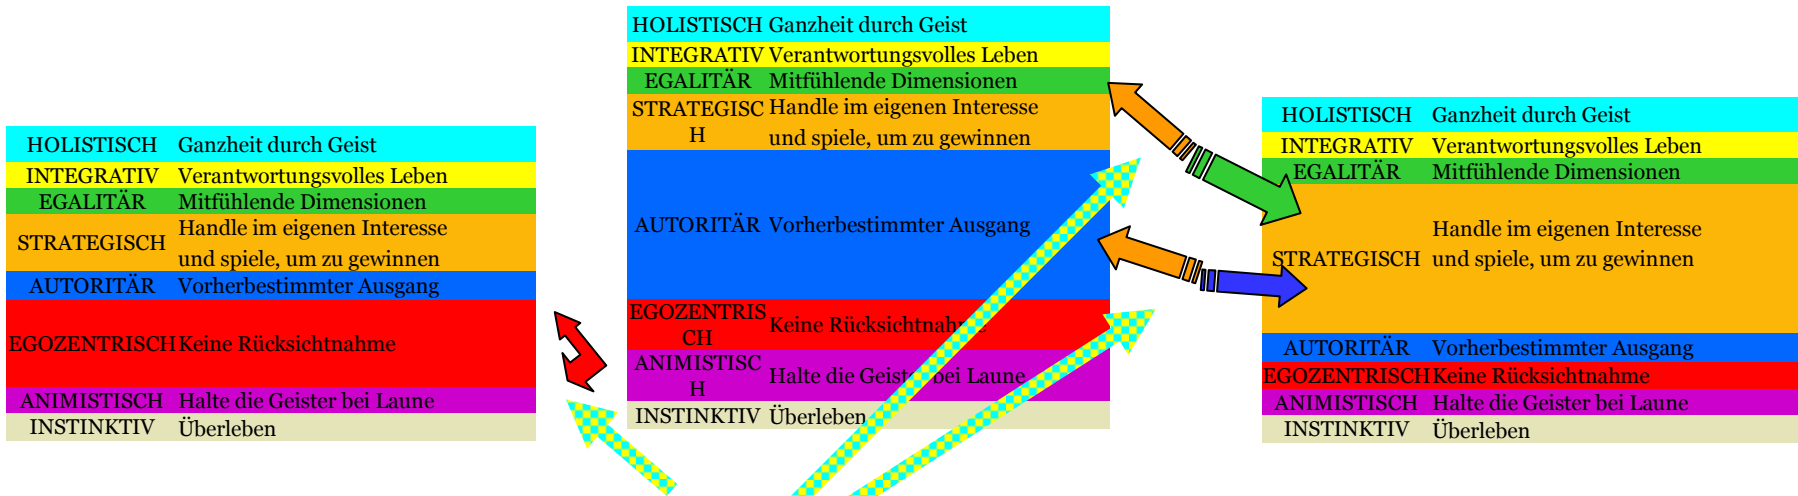 HOLISTISCH Ganzheit durch Geist
INTEGRATIV Verantwortungsvolles Leben
EGALITÄR Mitfühlende Dimensionen
STRATEGISCH Handle im eigenen Interesse
und spiele, um zu gewinnen
AUTORITÄR Vorherbestimmter Ausgang
EGOZENTRISCH Keine Rücksichtnahme
ANIMISTISCH Halte die Geister bei Laune
INSTINKTIV Überleben
HOLISTISCH Ganzheit durch Geist
INTEGRATIV Verantwortungsvolles Leben
EGALITÄR Mitfühlende Dimensionen
STRATEGISC Handle im eigenen Interesse
H und spiele, um zu gewinnen
AUTORITÄR Vorherbestimmter Ausgang
EGOZENTRIS
CH Keine Rücksichtnahme
ANIMISTISC
H Halte die Geister bei Laune
INSTINKTIV Überleben
HOLISTISCH Ganzheit durch Geist
INTEGRATIV Verantwortungsvolles Leben
EGALITÄR Mitfühlende Dimensionen
Handle im eigenen Interesse
STRATEGISCH und spiele, um zu gewinnen
AUTORITÄR Vorherbestimmter Ausgang
EGOZENTRISCH Keine Rücksichtnahme
ANIMISTISCH Halte die Geister bei Laune
INSTINKTIV Überleben